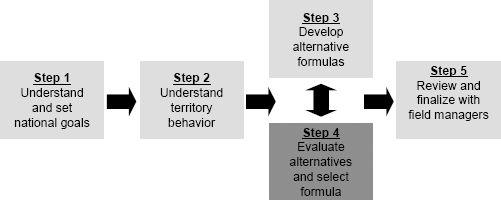 Step 1
Understand
and set
national goals
Step 2
Understand
territory
behavior
Step 3
Develop
alternative
formulas
Step 4
Evaluate
alternatives
and select
formula
Step 5
Review and
finalize with
field managers